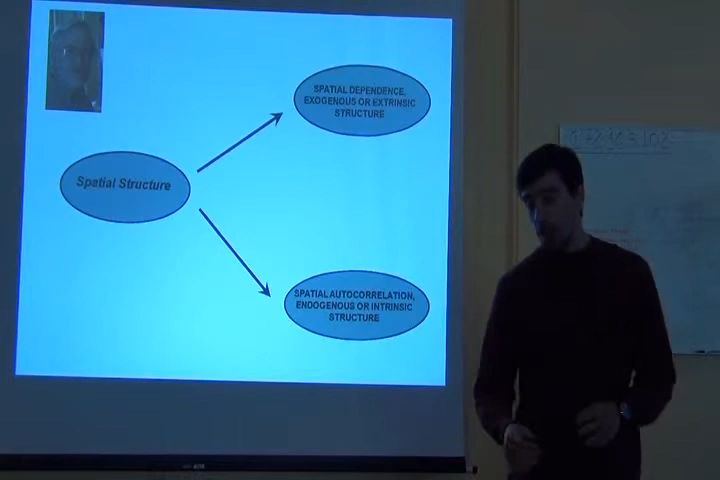 SPATIAL DEPENDENCE,
EXOGENOUS OR EXTRINSIC
STRUCTURE
Spatial Structure
SPATIAL AUTOCORRELATION,
ENDOGENOUS OR INTRINSIC
STRUCTURE